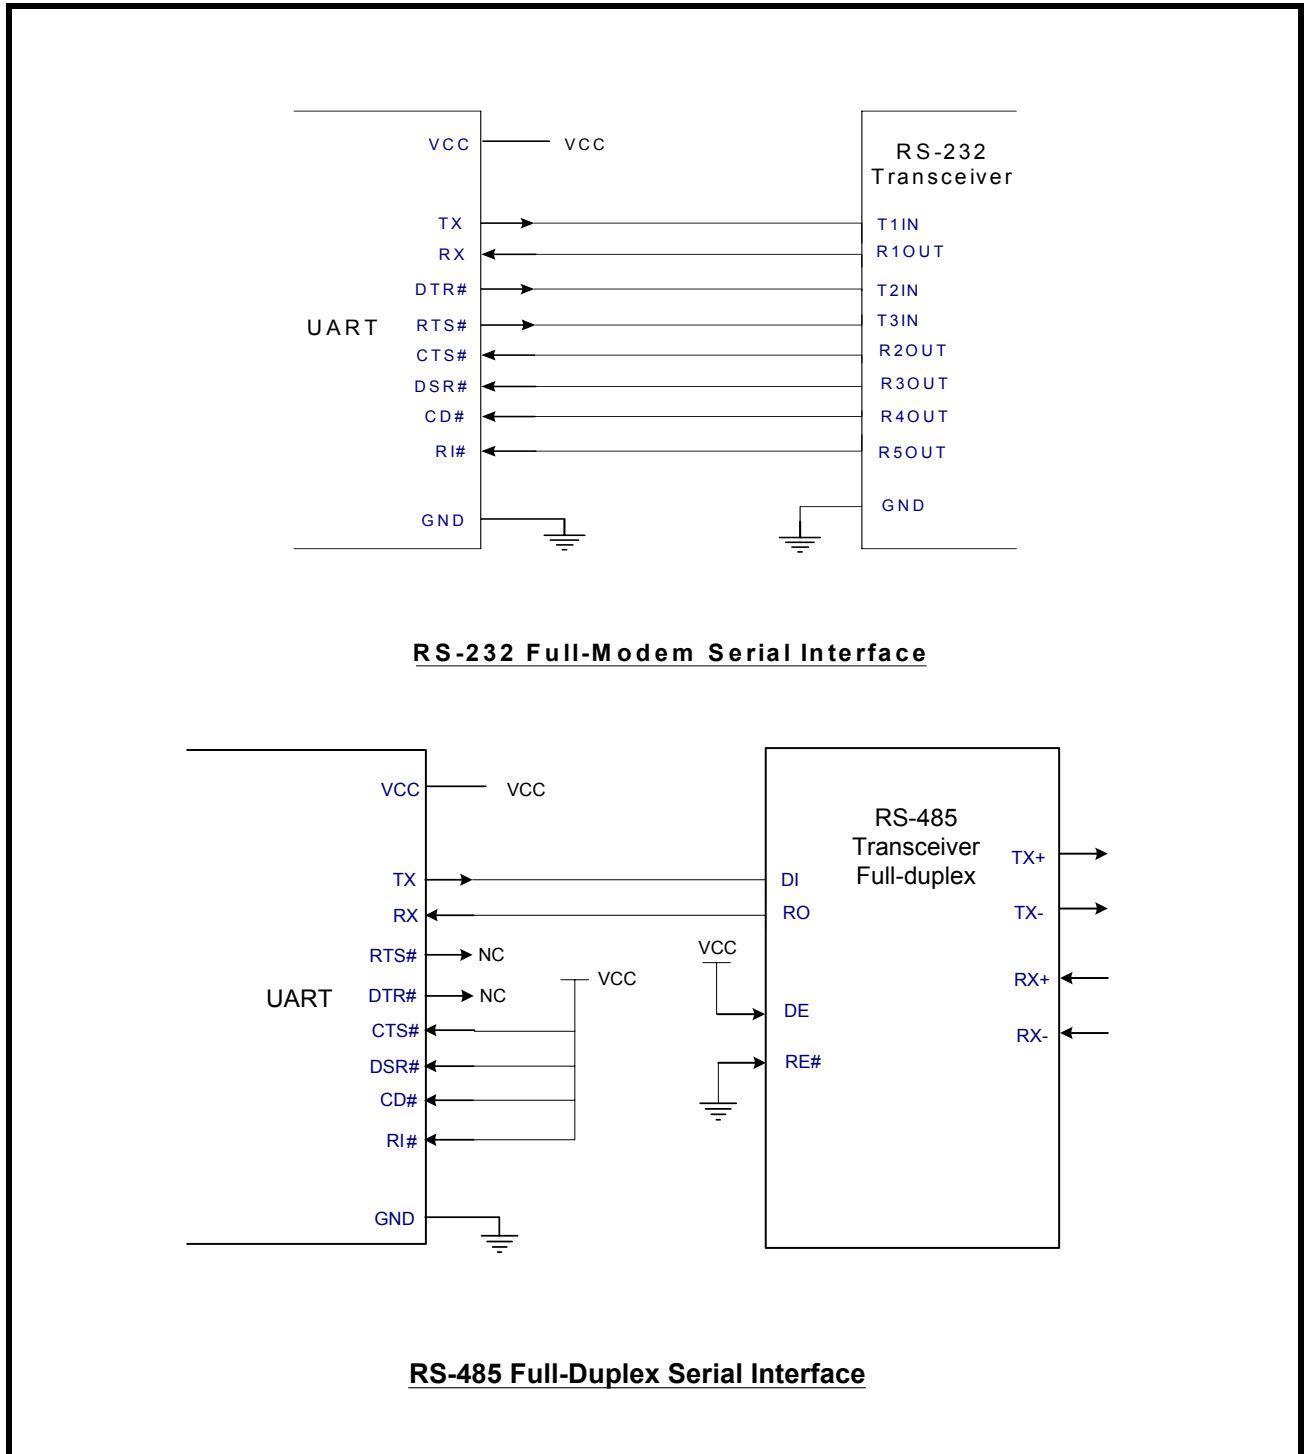 VCC
VCC
RS-232
Transceiver
TX
T1IN
RX
R1OUT
DTR#
T2IN
UART
RTS#
T3IN
CTS#
R2OUT
DSR#
R3OUT
CD#
R4OUT
RI#
R5OUT
GND
GND
RS-232 Full-Modem Serial Interface
VCC
VCC
RS-485
Transceiver
Full-duplex
TX+
TX
DI
RX
RO
TX-
RTS#
NC
VCC
VCC
RX+
UART
DTR#
NC
DE
CTS#
RX-
DSR#
RE#
CD#
RI#
GND
RS-485 Full-Duplex Serial Interface